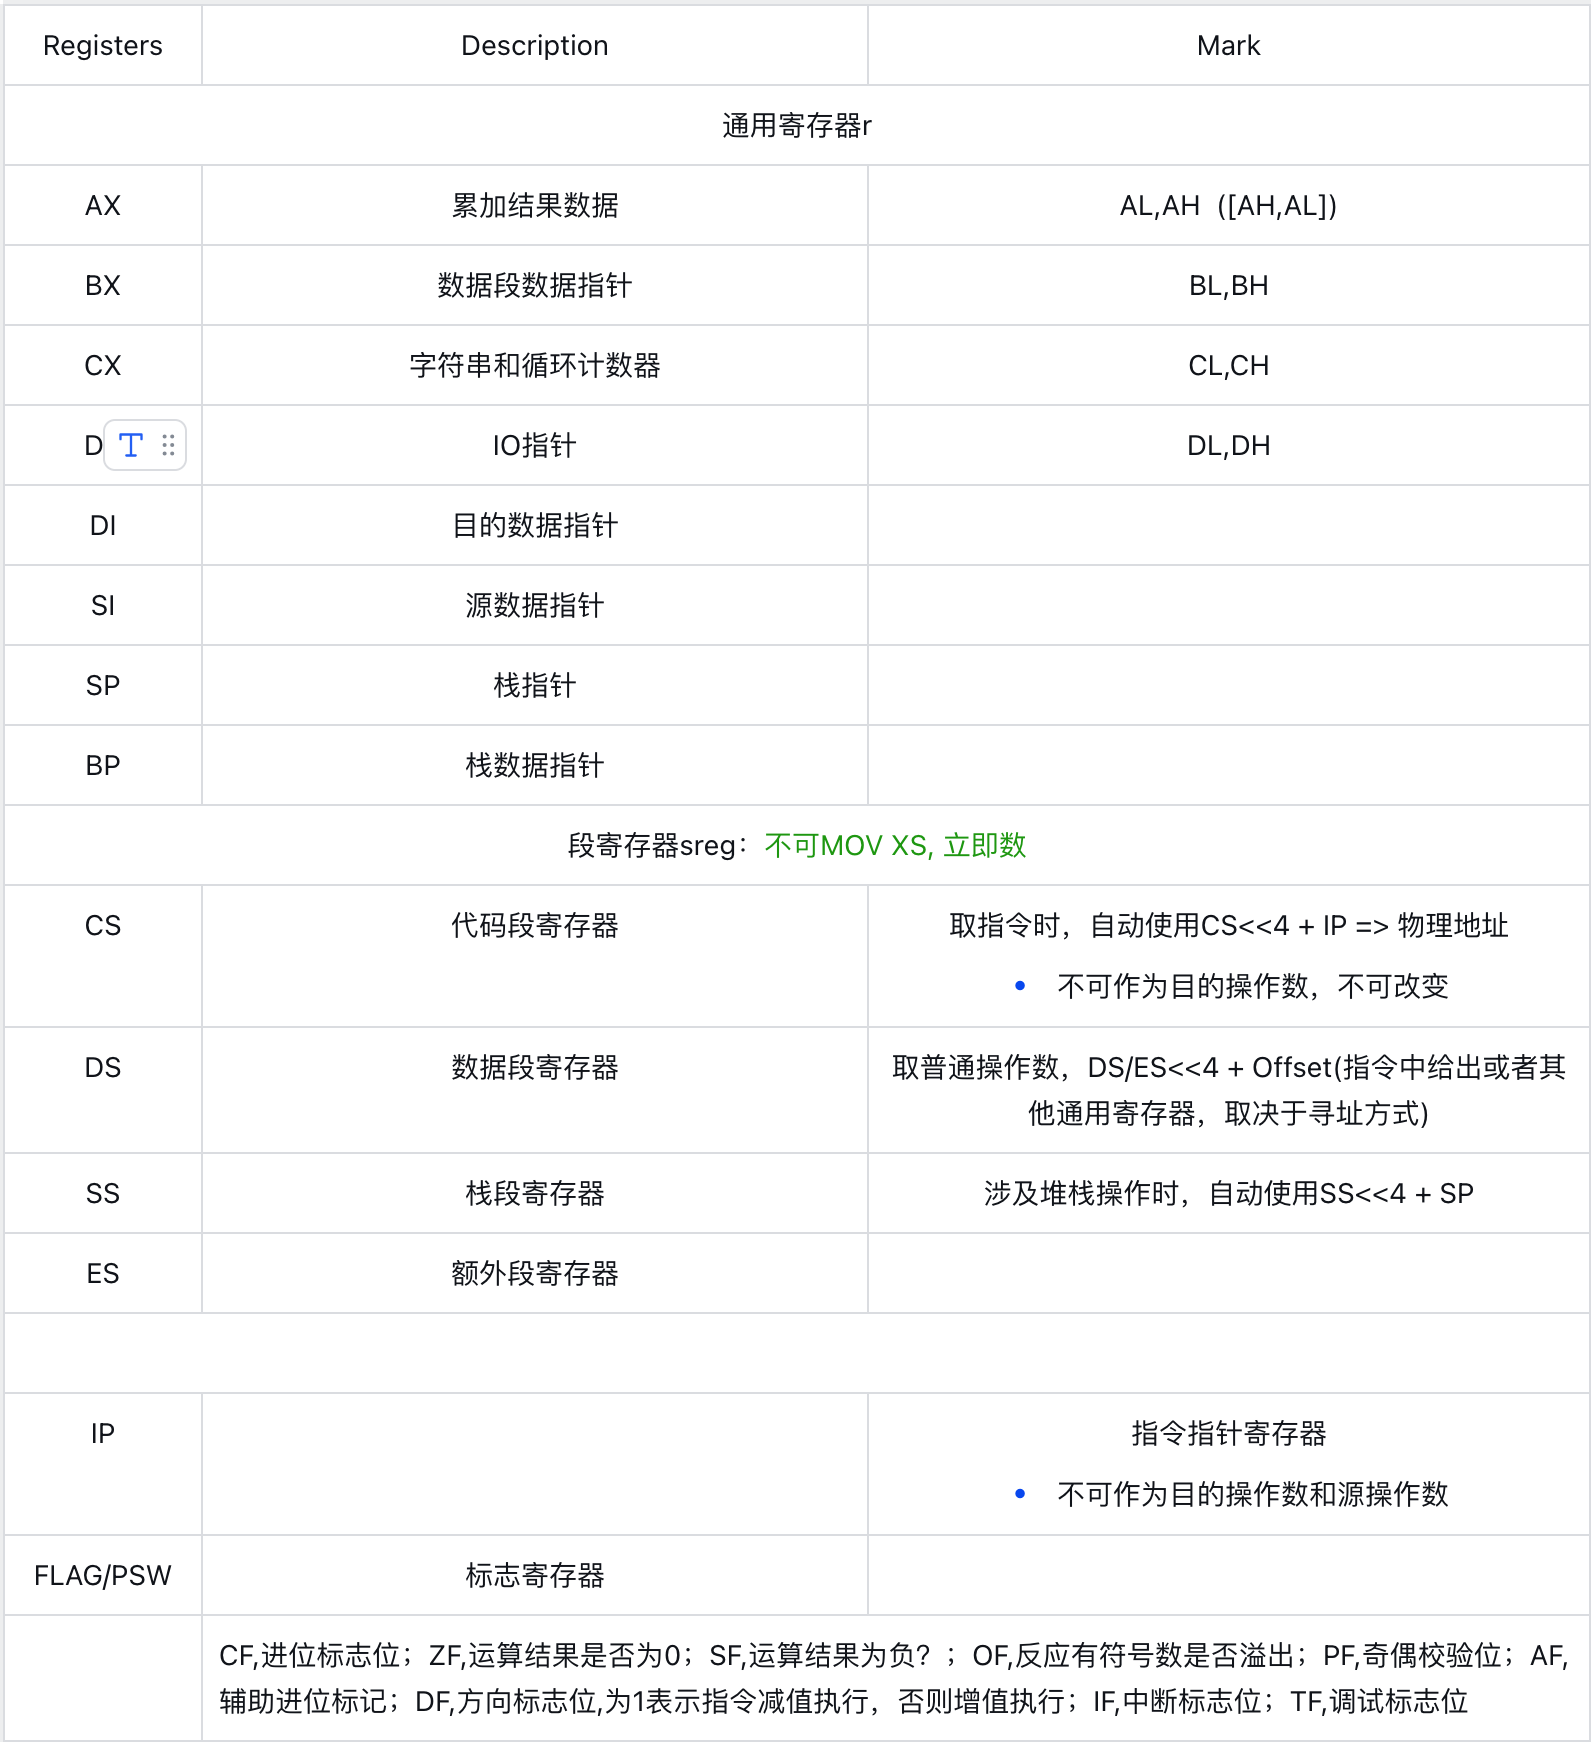 Registers Description Mark
通用寄存器r
AX 累加结果数据 AL,AH ([AH,AL])
BX 数据段数据指针 BL,BH
CX 字符串和循环计数器 CL,CH
D IO指针 DL,DH
DI 目的数据指针
SI 源数据指针
SP 栈指针
BP 栈数据指针
段寄存器sreg：不可MOV XS, 立即数
CS 代码段寄存器 取指令时，自动使用CS<<4 + IP => 物理地址
• 不可作为目的操作数，不可改变
DS 数据段寄存器 取普通操作数，DS/ES<<4 + Offset(指令中给出或者其
他通用寄存器，取决于寻址方式)
SS 栈段寄存器 涉及堆栈操作时，自动使用SS<<4 + SP
ES 额外段寄存器
IP 指令指针寄存器
• 不可作为目的操作数和源操作数
FLAG/PSW 标志寄存器
CF,进位标志位；ZF,运算结果是否为0；SF,运算结果为负？；OF,反应有符号数是否溢出；PF,奇偶校验位；AF,
辅助进位标记；DF,方向标志位,为1表示指令减值执行，否则增值执行；IF,中断标志位；TF,调试标志位